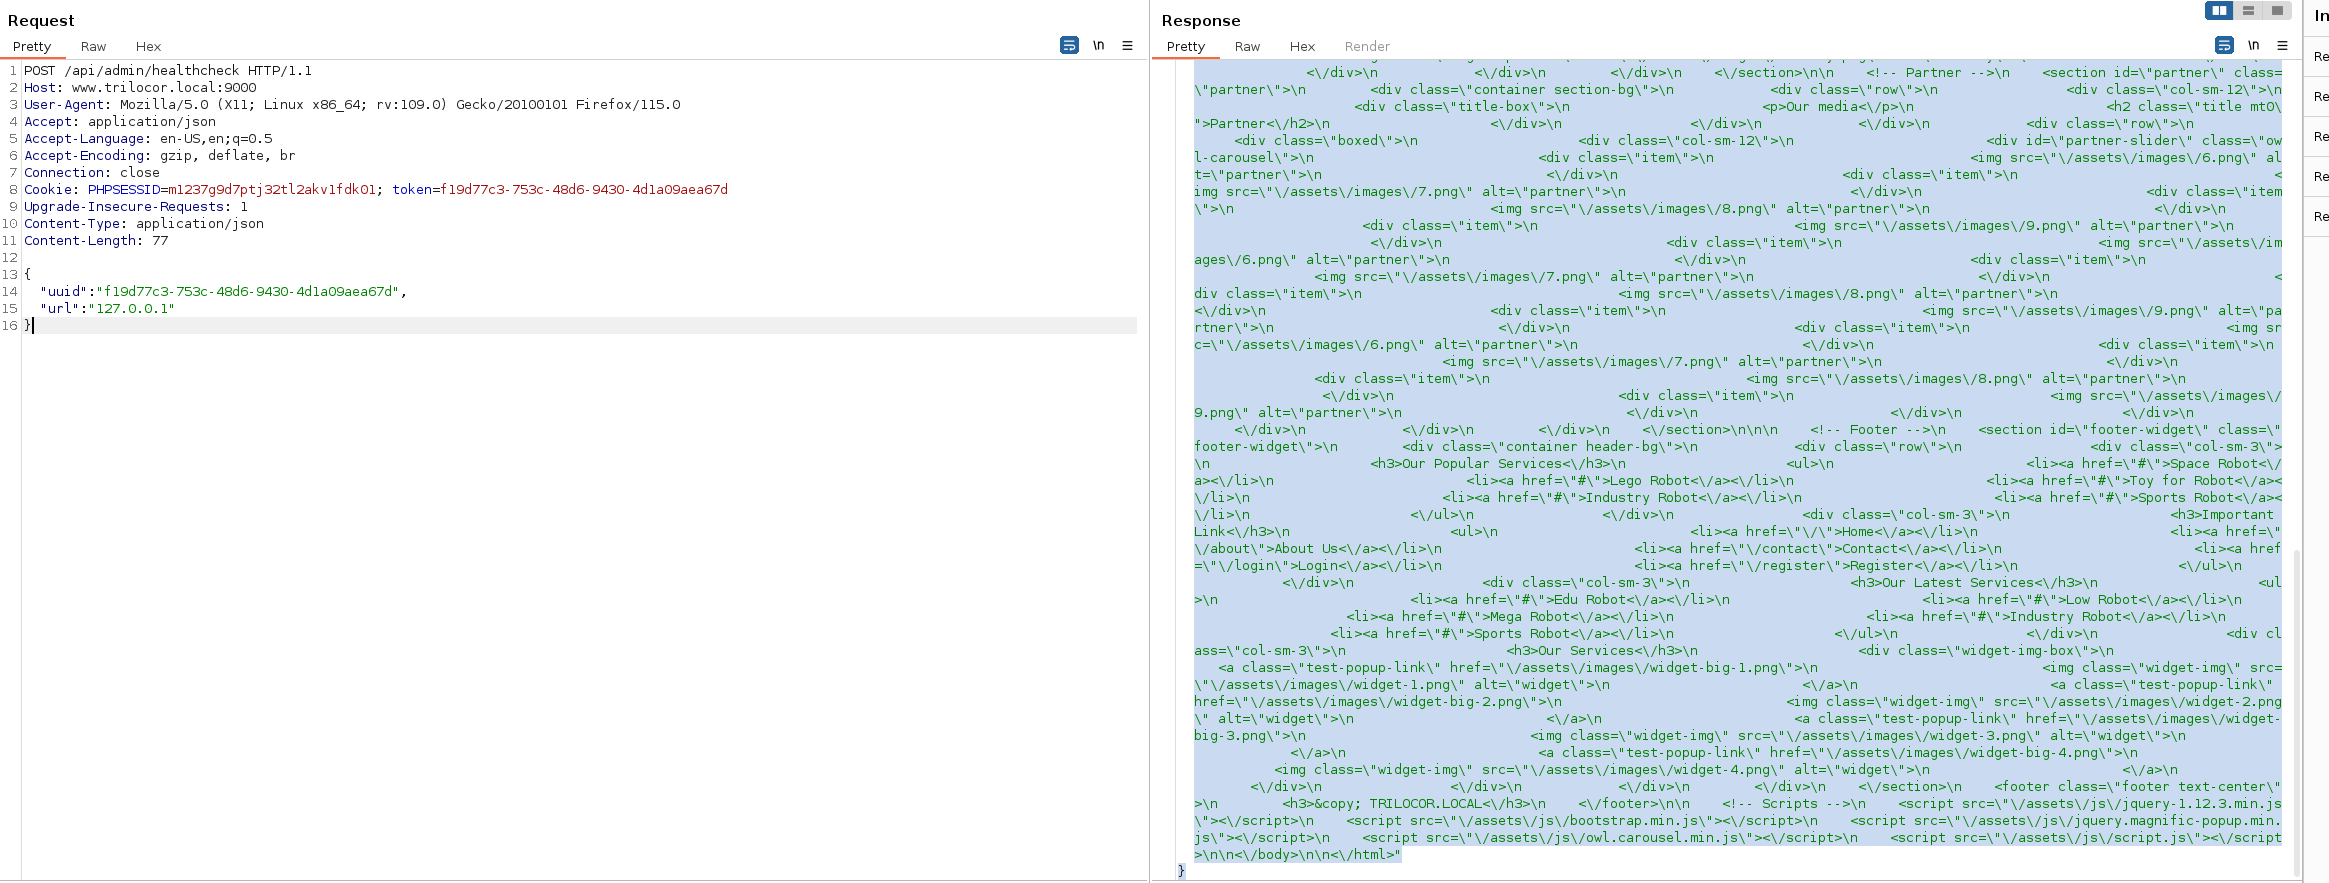 Request
Pretty Raw Hex
\n
1 POST /api/admin/healthcheck HTTP/1.1
2 Host: www.trilocor.local:9000
3 User-Agent: Mozilla/5.0 (X11; Linux x86_64; rv:109.0) Gecko/20100101 Firefox/115.0
4 Accept: application/json
5 Accept-Language: en-US,en;q=0.5
6 Accept-Encoding: gzip, deflate, br
7 Connection: close
8 Cookie: PHPSESSID=m1237g9d7ptj32tl2akv1fdk01; token=f19d77c3-753c-48d6-9430-4d1a09aea67d
9 Upgrade-Insecure-Requests: 1
10 Content-Type: application/json
11 Content-Length: 77
12
13 {
14 "uuid":"f19d77c3-753c-48d6-9430-4d1a09aea67d",
15 "url":"127.0.0.1"
16 }
Response
Pretty Raw Hex Render
\n
<\/div>\n <\/div>\n <\/div>\n <\/section>\n\n <!-- Partner -->\n <section id=\"partner\" class=
\"partner\">\n <div class=\"container section-bg\">\n <div class=\"row\">\n <div class=\"col-sm-12\">\n
<div class=\"title-box\">\n <p>Our media<\/p>\n <h2 class=\"title mt0\
">Partner<\/h2>\n <\/div>\n <\/div>\n <\/div>\n <div class=\"row\">\n
<div class=\"boxed\">\n <div class=\"col-sm-12\">\n <div id=\"partner-slider\" class=\"ow
l-carousel\">\n <div class=\"item\">\n <img src=\"\/assets\/images\/6.png\" al
t=\"partner\">\n <\/div>\n <div class=\"item\">\n <
img src=\"\/assets\/images\/7.png\" alt=\"partner\">\n <\/div>\n <div class=\"item
\">\n <img src=\"\/assets\/images\/8.png\" alt=\"partner\">\n <\/div>\n
<div class=\"item\">\n <img src=\"\/assets\/images\/9.png\" alt=\"partner\">\n
<\/div>\n <div class=\"item\">\n <img src=\"\/assets\/im
ages\/6.png\" alt=\"partner\">\n <\/div>\n <div class=\"item\">\n
<img src=\"\/assets\/images\/7.png\" alt=\"partner\">\n <\/div>\n <
div class=\"item\">\n <img src=\"\/assets\/images\/8.png\" alt=\"partner\">\n
<\/div>\n <div class=\"item\">\n <img src=\"\/assets\/images\/9.png\" alt=\"pa
rtner\">\n <\/div>\n <div class=\"item\">\n <img sr
c=\"\/assets\/images\/6.png\" alt=\"partner\">\n <\/div>\n <div class=\"item\">\n
<img src=\"\/assets\/images\/7.png\" alt=\"partner\">\n <\/div>\n
<div class=\"item\">\n <img src=\"\/assets\/images\/8.png\" alt=\"partner\">\n
<\/div>\n <div class=\"item\">\n <img src=\"\/assets\/images\/
9.png\" alt=\"partner\">\n <\/div>\n <\/div>\n <\/div>\n
<\/div>\n <\/div>\n <\/div>\n <\/section>\n\n\n <!-- Footer -->\n <section id=\"footer-widget\" class=\"
footer-widget\">\n <div class=\"container header-bg\">\n <div class=\"row\">\n <div class=\"col-sm-3\">
\n <h3>Our Popular Services<\/h3>\n <ul>\n <li><a href=\"#\">Space Robot<\/
a><\/li>\n <li><a href=\"#\">Lego Robot<\/a><\/li>\n <li><a href=\"#\">Toy for Robot<\/a><
\/li>\n <li><a href=\"#\">Industry Robot<\/a><\/li>\n <li><a href=\"#\">Sports Robot<\/a><
\/li>\n <\/ul>\n <\/div>\n <div class=\"col-sm-3\">\n <h3>Important
Link<\/h3>\n <ul>\n <li><a href=\"\/\">Home<\/a><\/li>\n <li><a href=\"
\/about\">About Us<\/a><\/li>\n <li><a href=\"\/contact\">Contact<\/a><\/li>\n <li><a href
=\"\/login\">Login<\/a><\/li>\n <li><a href=\"\/register\">Register<\/a><\/li>\n <\/ul>\n
<\/div>\n <div class=\"col-sm-3\">\n <h3>Our Latest Services<\/h3>\n <ul
>\n <li><a href=\"#\">Edu Robot<\/a><\/li>\n <li><a href=\"#\">Low Robot<\/a><\/li>\n
<li><a href=\"#\">Mega Robot<\/a><\/li>\n <li><a href=\"#\">Industry Robot<\/a><\/li>\n
<li><a href=\"#\">Sports Robot<\/a><\/li>\n <\/ul>\n <\/div>\n <div cl
ass=\"col-sm-3\">\n <h3>Our Services<\/h3>\n <div class=\"widget-img-box\">\n
<a class=\"test-popup-link\" href=\"\/assets\/images\/widget-big-1.png\">\n <img class=\"widget-img\" src=
\"\/assets\/images\/widget-1.png\" alt=\"widget\">\n <\/a>\n <a class=\"test-popup-link\"
href=\"\/assets\/images\/widget-big-2.png\">\n <img class=\"widget-img\" src=\"\/assets\/images\/widget-2.png
\" alt=\"widget\">\n <\/a>\n <a class=\"test-popup-link\" href=\"\/assets\/images\/widget-
big-3.png\">\n <img class=\"widget-img\" src=\"\/assets\/images\/widget-3.png\" alt=\"widget\">\n
<\/a>\n <a class=\"test-popup-link\" href=\"\/assets\/images\/widget-big-4.png\">\n
<img class=\"widget-img\" src=\"\/assets\/images\/widget-4.png\" alt=\"widget\">\n <\/a>\n
<\/div>\n <\/div>\n <\/div>\n <\/div>\n <\/section>\n <footer class=\"footer text-center\"
>\n <h3>&copy; TRILOCOR.LOCAL<\/h3>\n <\/footer>\n\n <!-- Scripts -->\n <script src=\"\/assets\/js\/jquery-1.12.3.min.js
\"><\/script>\n <script src=\"\/assets\/js\/bootstrap.min.js\"><\/script>\n <script src=\"\/assets\/js\/jquery.magnific-popup.min.
js\"><\/script>\n <script src=\"\/assets\/js\/owl.carousel.min.js\"><\/script>\n <script src=\"\/assets\/js\/script.js\"><\/script
>\n\n<\/body>\n\n<\/html>"
}
In
Re
Re
Re
Re
Re